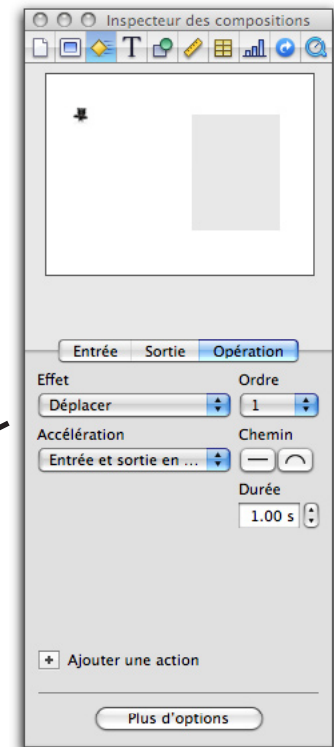 Inspecteur des compositions
T
Entrée Sortie Opération
Effet Ordre
Déplacer 1
Accélération Chemin
Entrée et sortie en ...
Durée
1.00 s
Ajouter une action
Plus d'options